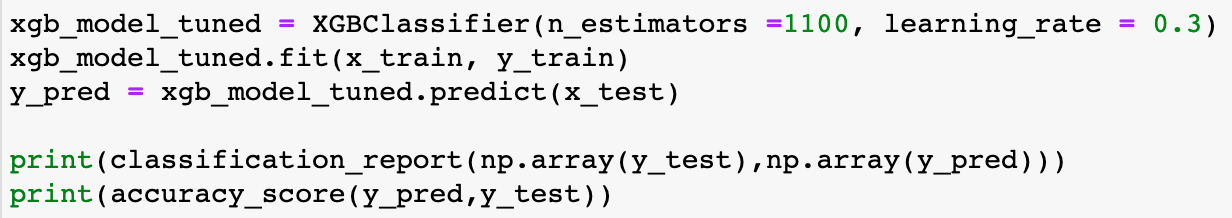 xgb_model_tuned = XGBClassifier(n_estimators =1100, learning_rate = 0.3)
xgb_model_tuned.fit(x_train, y_train)
y_pred = xgb_model_tuned.predict(x_test)

print(classification_report(np.array(y_test),np.array(y_pred)))
print(accuracy_score(y_pred,y_test))